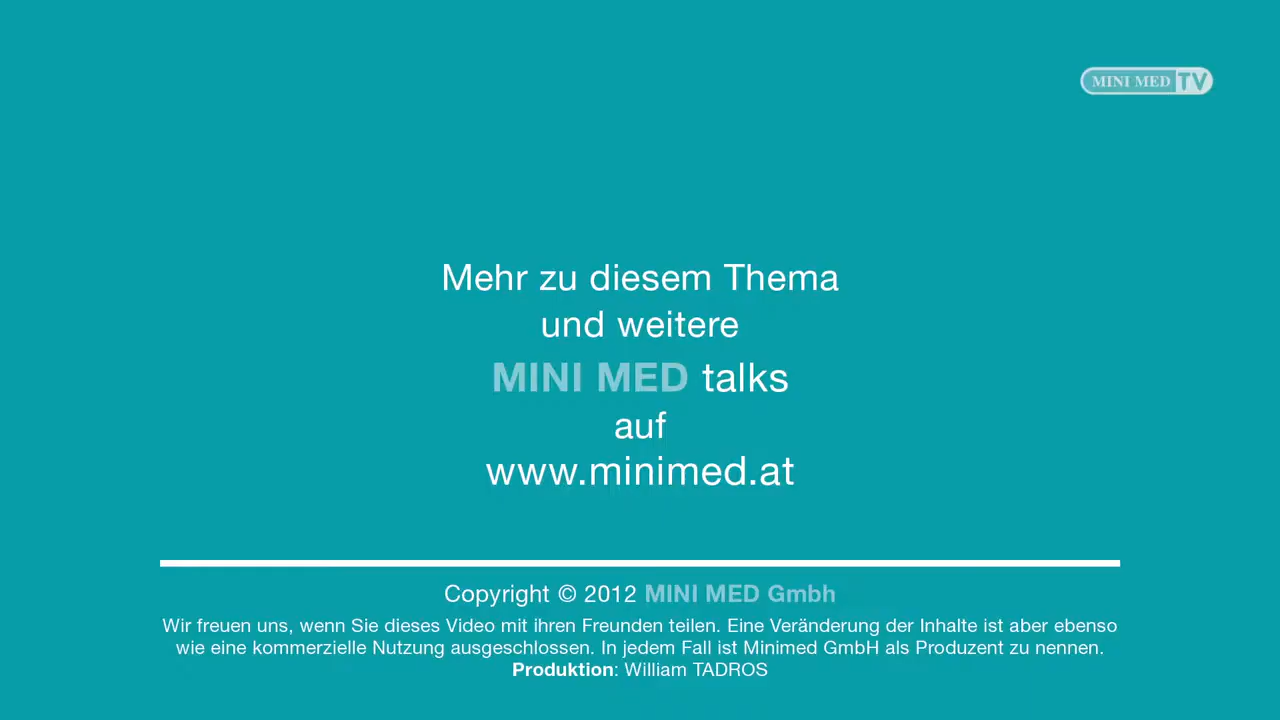 MINI MED TV
Mehr zu diesem Thema
und weitere
MINI MED talks
auf
www.minimed.at
Copyright © 2012 MINI MED Gmbh
Wir freuen uns, wenn Sie dieses Video mit ihren Freunden teilen. Eine Veränderung der Inhalte ist aber ebenso
wie eine kommerzielle Nutzung ausgeschlossen. In jedem Fall ist Minimed GmbH als Produzent zu nennen.
Produktion: William TADROS